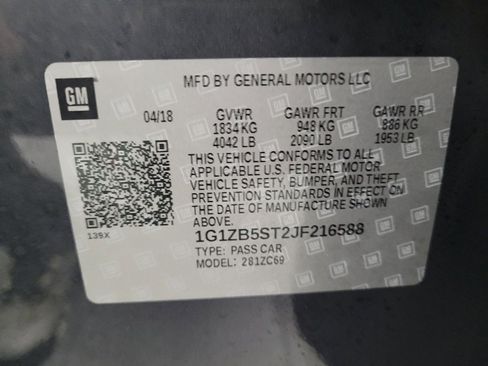 GM
MFD BY GENERAL MOTORS LLC
04/18 GVWR GAWR FRT GAWR RR
1834 KG 948 KG 886 KG
4042 LB 2090 LB 1953 LB
THIS VEHICLE CONFORMS TO ALL
APPLICABLE U.S. FEDERAL MOTOR
VEHICLE SAFETY, BUMPER, AND THEFT
PREVENTION STANDARDS IN EFFECT
ON THE DATE OF MANUFACTURE
SHOWN ABOVE.
139X
1G1ZB5ST2JF216588
TYPE: PASS CAR
MODEL: 281ZC69